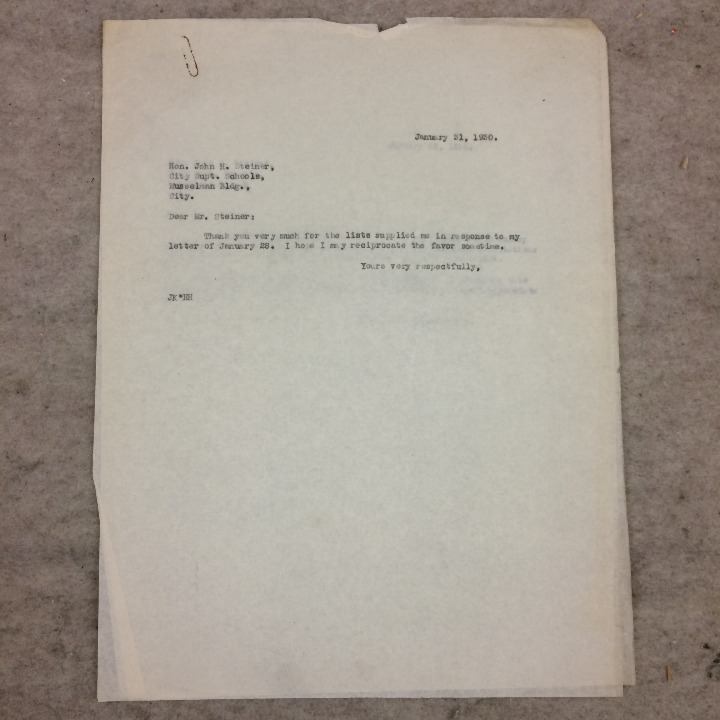 January 31, 1930.
Hon. John H. Steiner,
City Supt. Schools,
Musselman Bldg.,
City.
Dear Mr. Steiner:
Thank you very much for the lists supplied me in response to my
letter of January 28. I hope I may reciprocate the favor sometime.
Yours very respectfully,
JK*HH